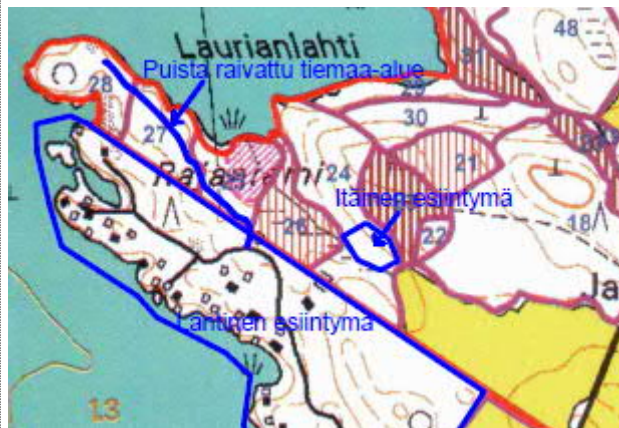 Laurianlahti
48
31
Puista raivattu tiemaa-alue
28
29
30
27
21
Rajaniemi
24
Itäinen esiintymä
18
26
22
Ja
Läntinen esiintymä
13